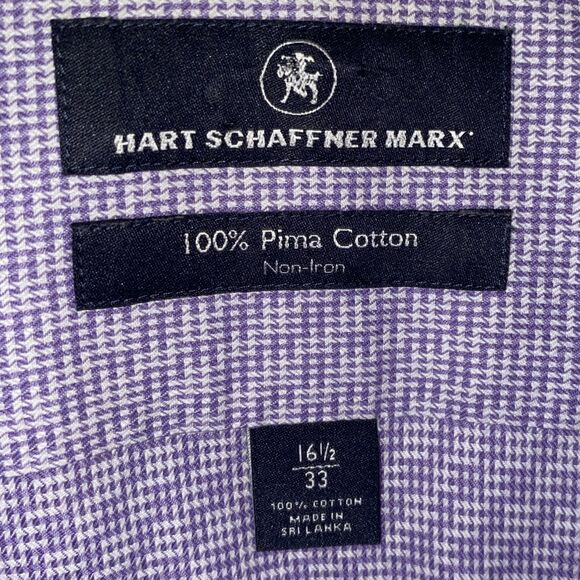 HART SCHAFFNER MARX
100% Pima Cotton
Non-Iron
16½
33
100% COTTON
MADE IN
SRI LANKA